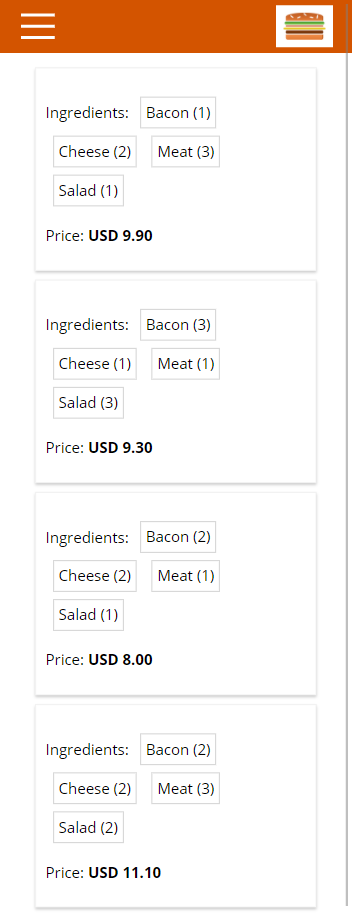 Ingredients: Bacon (1)
Cheese (2) Meat (3)
Salad (1)
Price: USD 9.90
Ingredients: Bacon (3)
Cheese (1) Meat (1)
Salad (3)
Price: USD 9.30
Ingredients: Bacon (2)
Cheese (2) Meat (1)
Salad (1)
Price: USD 8.00
Ingredients: Bacon (2)
Cheese (2) Meat (3)
Salad (2)
Price: USD 11.10